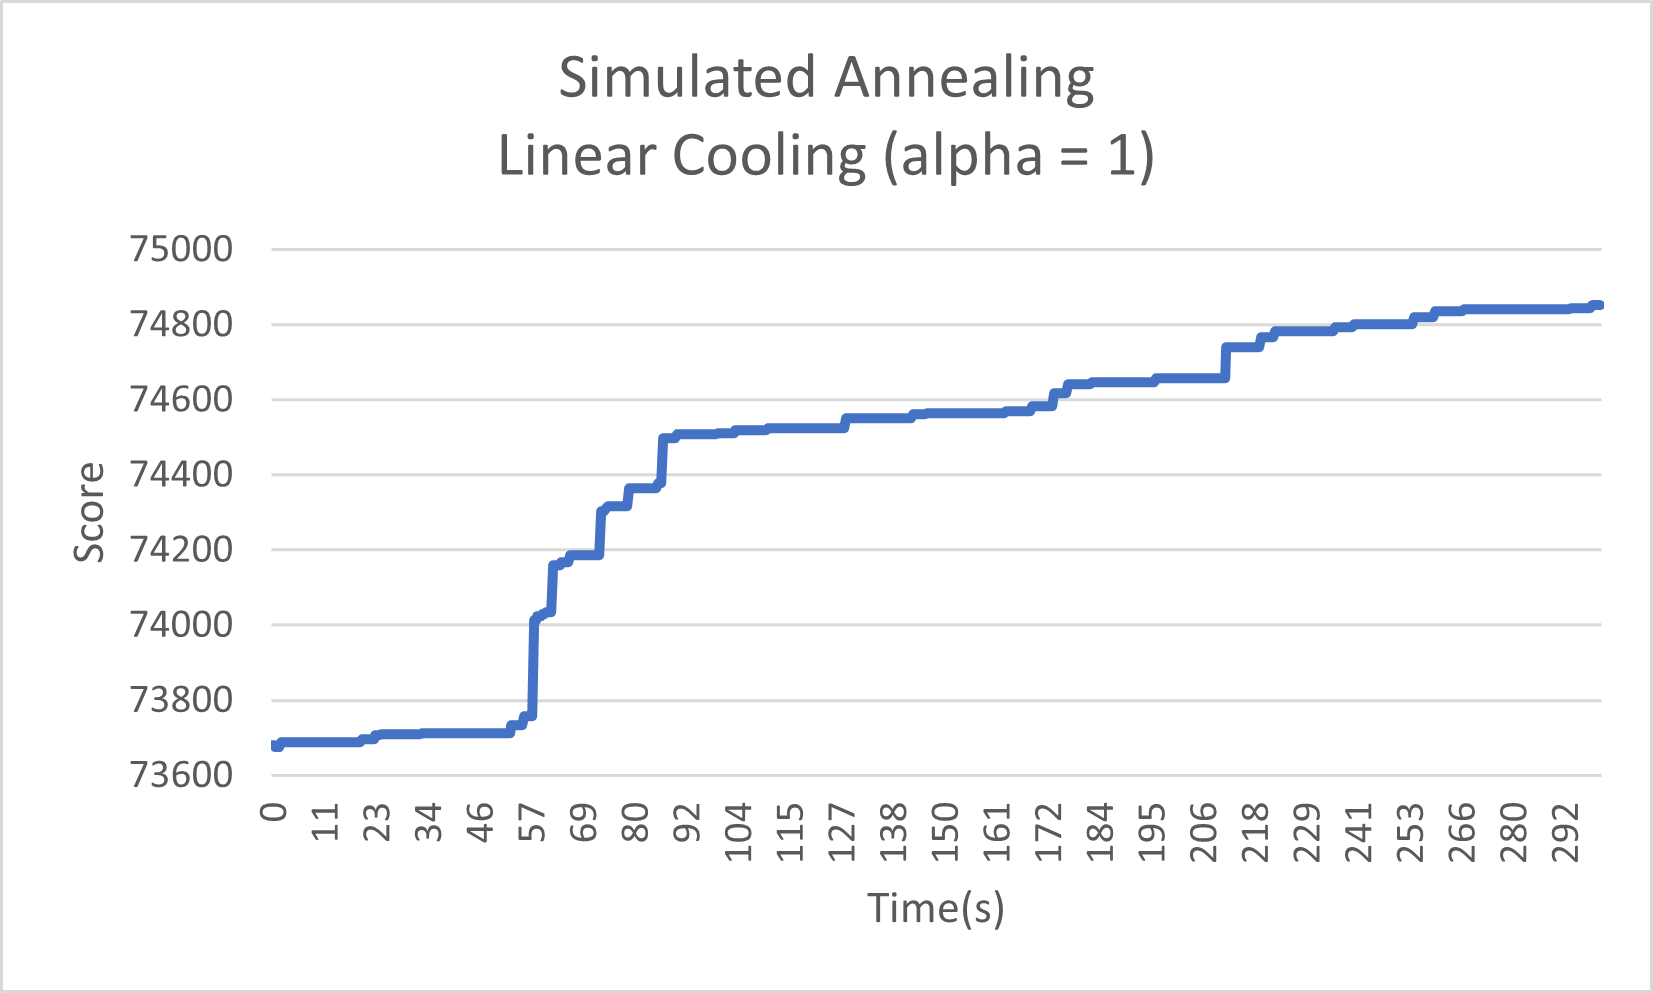 Simulated Annealing
Linear Cooling (alpha = 1)
75000
74800
74600
74400
74200
74000
73800
73600
Score
0 11 23 34 46 57 69 80 92 104 115 127 138 150 161 172 184 195 206 218 229 241 253 266 280 292
Time(s)